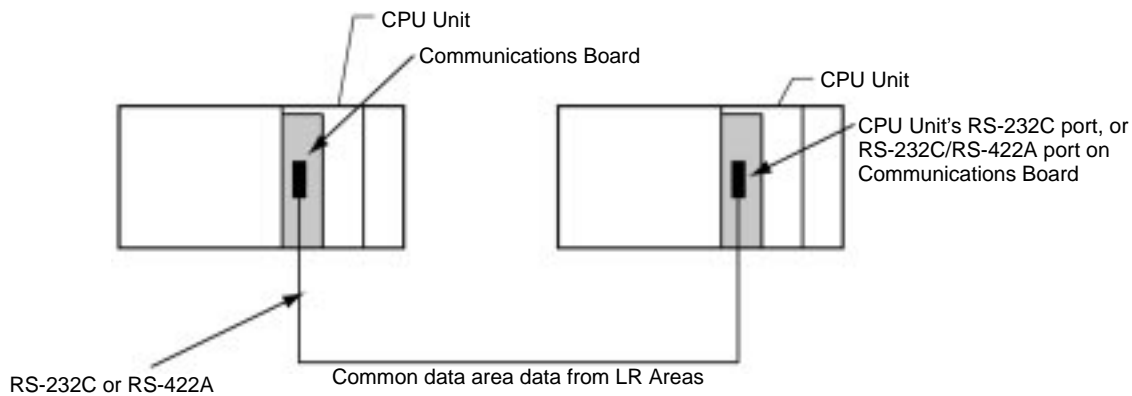 CPU Unit
Communications Board
CPU Unit
CPU Unit's RS-232C port, or
RS-232C/RS-422A port on
Communications Board
RS-232C or RS-422A
Common data area data from LR Areas